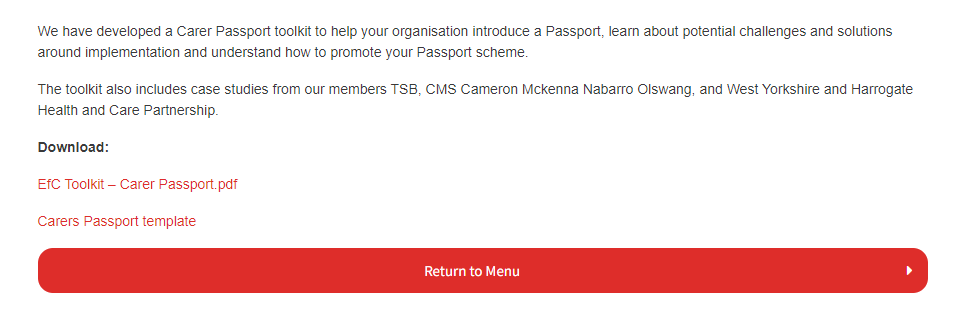 We have developed a Carer Passport toolkit to help your organisation introduce a Passport, learn about potential challenges and solutions
around implementation and understand how to promote your Passport scheme.
The toolkit also includes case studies from our members TSB, CMS Cameron Mckenna Nabarro Olswang, and West Yorkshire and Harrogate
Health and Care Partnership.
Download:
EfC Toolkit – Carer Passport.pdf
Carers Passport template
Return to Menu